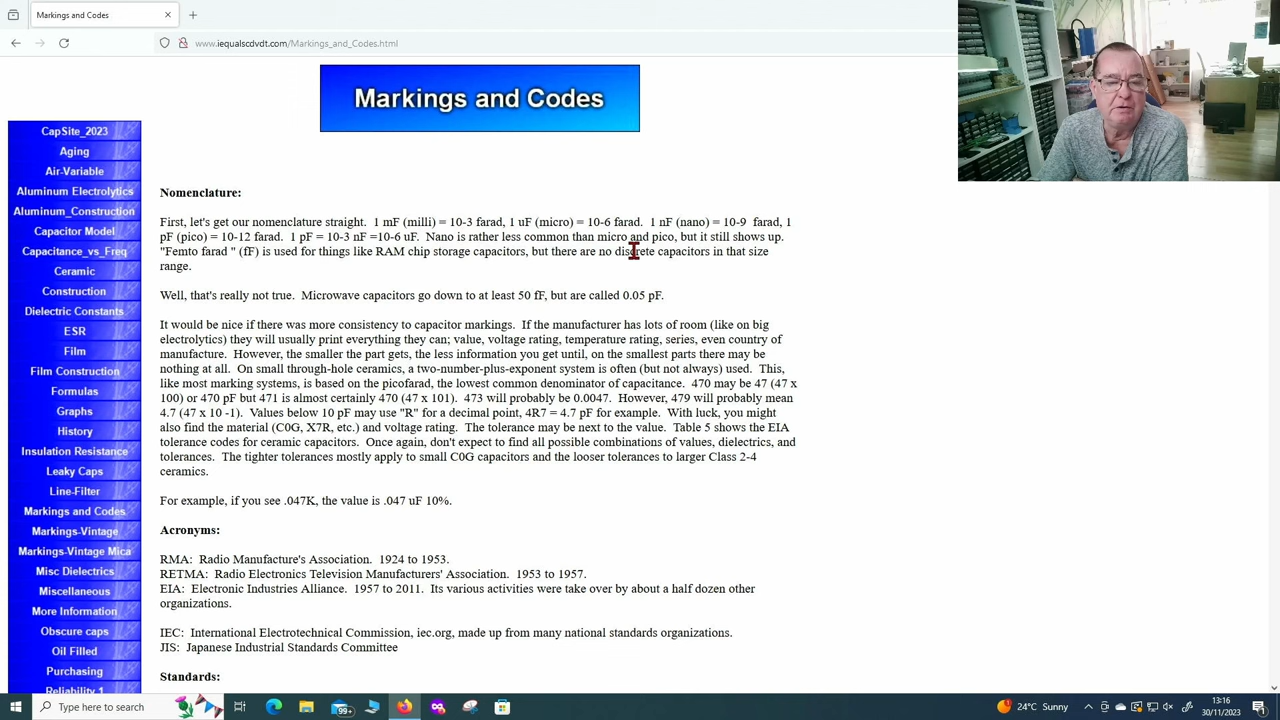 Markings and Codes
www.iequalscdvdt.com/Markings_and_Codes.html
Markings and Codes
CapSite_2023
Aging
Air-Variable
Aluminum Electrolytics
Aluminum_Construction
Capacitor Model
Capacitance_vs_Freq
Ceramic
Construction
Dielectric Constants
ESR
Film
Film Construction
Formulas
Graphs
History
Insulation Resistance
Leaky Caps
Line-Filter
Markings and Codes
Markings-Vintage
Markings-Vintage Mica
Misc Dielectrics
Miscellaneous
More Information
Obscure caps
Oil Filled
Purchasing
Reliability 1
Nomenclature:
First, let's get our nomenclature straight.  1 mF (milli) = 10-3 farad, 1 uF (micro) = 10-6 farad.  1 nF (nano) = 10-9  farad, 1
pF (pico) = 10-12 farad.  1 pF = 10-3 nF =10-6 uF.  Nano is rather less common than micro and pico, but it still shows up.
"Femto farad " (fF) is used for things like RAM chip storage capacitors, but there are no discrete capacitors in that size
range.
Well, that's really not true.  Microwave capacitors go down to at least 50 fF, but are called 0.05 pF.
It would be nice if there was more consistency to capacitor markings.  If the manufacturer has lots of room (like on big
electrolytics) they will usually print everything they can; value, voltage rating, temperature rating, series, even country of
manufacture.  However, the smaller the part gets, the less information you get until, on the smallest parts there may be
nothing at all.  On small through-hole ceramics, a two-number-plus-exponent system is often (but not always) used.  This,
like most marking systems, is based on the picofarad, the lowest common denominator of capacitance.  470 may be 47 (47 x
100) or 470 pF but 471 is almost certainly 470 (47 x 101).  473 will probably be 0.0047.  However, 479 will probably mean
4.7 (47 x 10 -1).  Values below 10 pF may use "R" for a decimal point, 4R7 = 4.7 pF for example.  With luck, you might
also find the material (C0G, X7R, etc.) and voltage rating.  The tolerance may be next to the value.  Table 5 shows the EIA
tolerance codes for ceramic capacitors.  Once again, don't expect to find all possible combinations of values, dielectrics, and
tolerances.  The tighter tolerances mostly apply to small C0G capacitors and the looser tolerances to larger Class 2-4
ceramics.
For example, if you see .047K, the value is .047 uF 10%.
Acronyms:
RMA:  Radio Manufacture's Association.  1924 to 1953.
RETMA:  Radio Electronics Television Manufacturers' Association.  1953 to 1957.
EIA:  Electronic Industries Alliance.  1957 to 2011.  Its various activities were take over by about a half dozen other
organizations.
IEC:  International Electrotechnical Commission, iec.org, made up from many national standards organizations.
JIS:  Japanese Industrial Standards Committee
Standards:
Type here to search
99+
24°C Sunny
13:16
30/11/2023
1